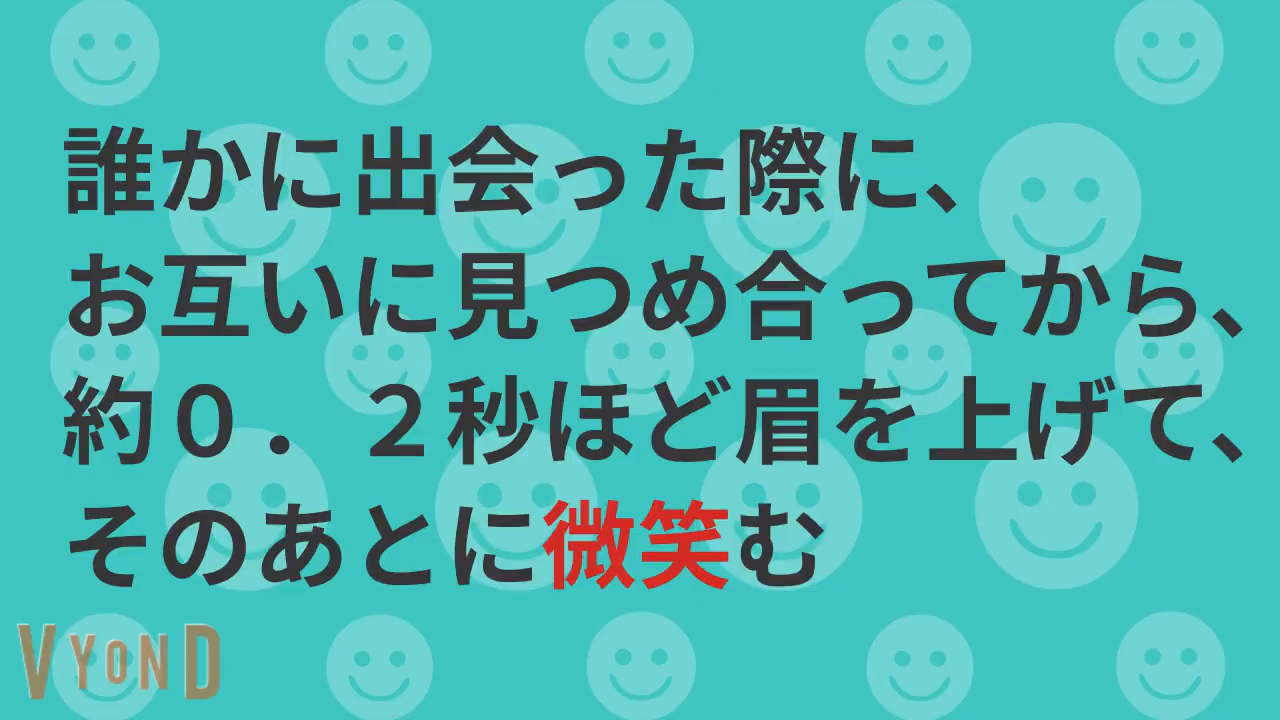 誰かに出会った際に、
お互いに見つめ合ってから、
約０．２秒ほど眉を上げて、
そのあとに微笑む
VYOND